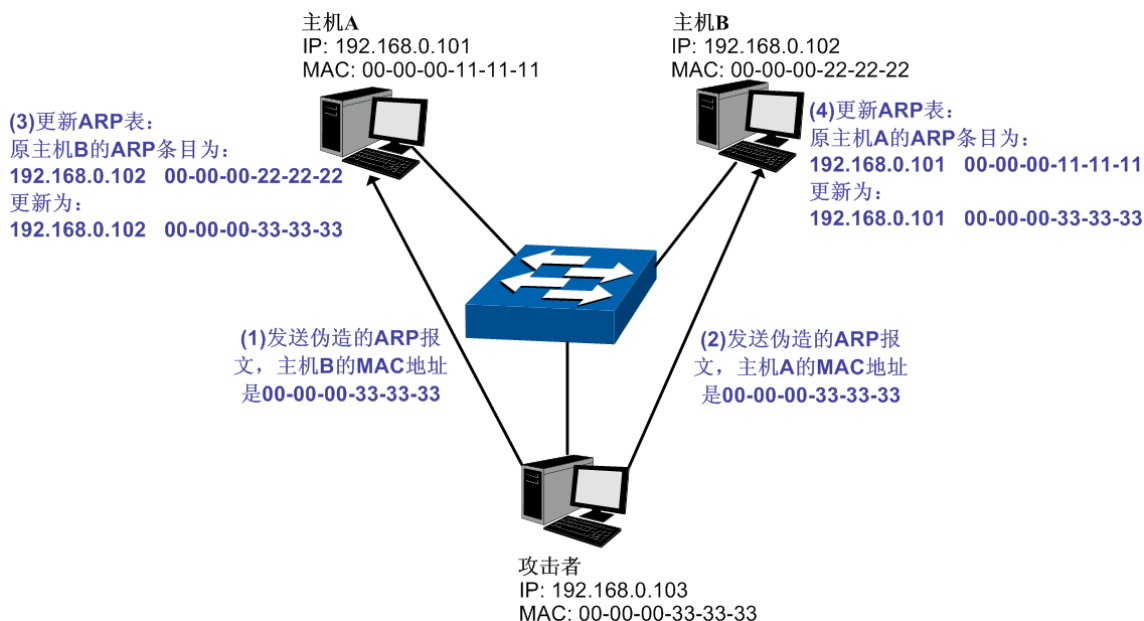 主机A
IP: 192.168.0.101
MAC: 00-00-00-11-11-11
主机B
IP: 192.168.0.102
MAC: 00-00-00-22-22-22
(3)更新ARP表：
原主机B的ARP条目为：
192.168.0.102 00-00-00-22-22-22
更新为：
192.168.0.102 00-00-00-33-33-33
(4)更新ARP表：
原主机A的ARP条目为：
192.168.0.101 00-00-00-11-11-11
更新为：
192.168.0.101 00-00-00-33-33-33
(1)发送伪造的ARP报
文，主机B的MAC地址
是00-00-00-33-33-33
(2)发送伪造的ARP报
文，主机A的MAC地址
是00-00-00-33-33-33
攻击者
IP: 192.168.0.103
MAC: 00-00-00-33-33-33